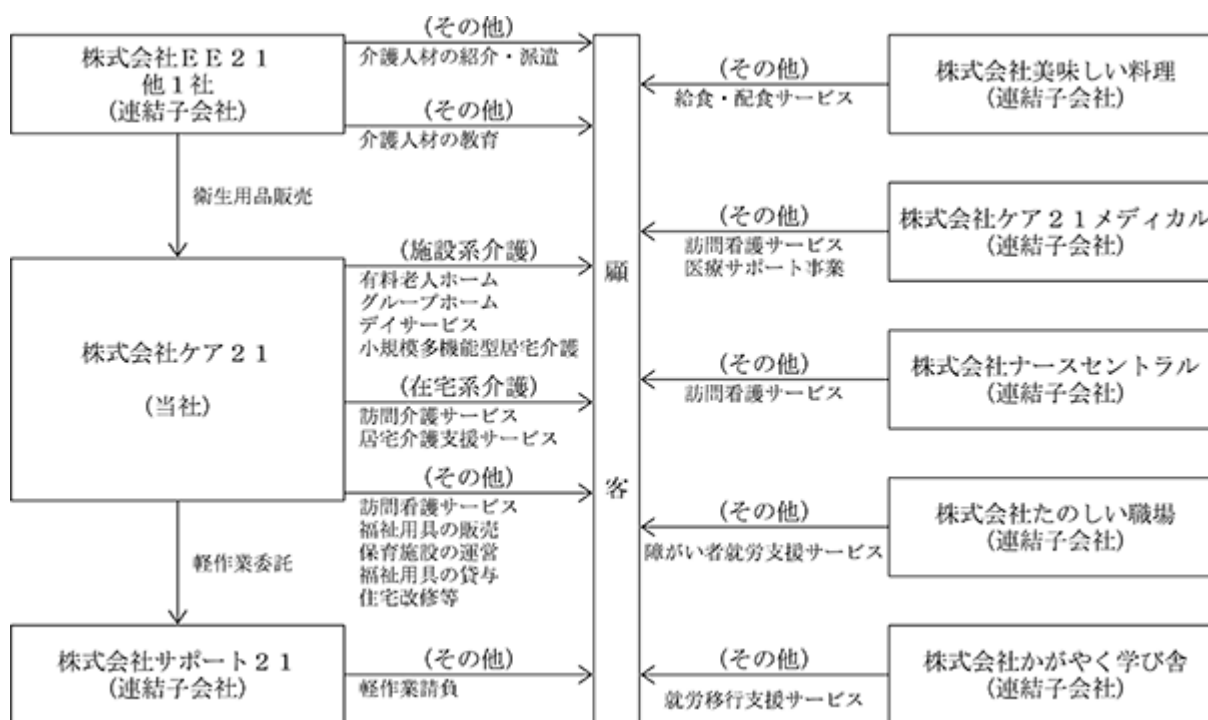 株式会社ＥＥ２１
他１社
(連結子会社)
(その他)
介護人材の紹介・派遣
(その他)
介護人材の教育
衛生用品販売
株式会社ケア２１
(当社)
(施設系介護)
有料老人ホーム
グループホーム
デイサービス
小規模多機能型居宅介護
(在宅系介護)
訪問介護サービス
居宅介護支援サービス
(その他)
訪問看護サービス
福祉用具の販売
保育施設の運営
福祉用具の貸与
住宅改修等
軽作業委託
株式会社サポート２１
(連結子会社)
(その他)
軽作業請負
顧
客
(その他)
給食・配食サービス
株式会社美味しい料理
(連結子会社)
(その他)
訪問看護サービス
医療サポート事業
株式会社ケア２１メディカル
(連結子会社)
(その他)
訪問看護サービス
株式会社ナースセントラル
(連結子会社)
(その他)
障がい者就労支援サービス
株式会社たのしい職場
(連結子会社)
(その他)
就労移行支援サービス
株式会社かがやく学び舎
(連結子会社)